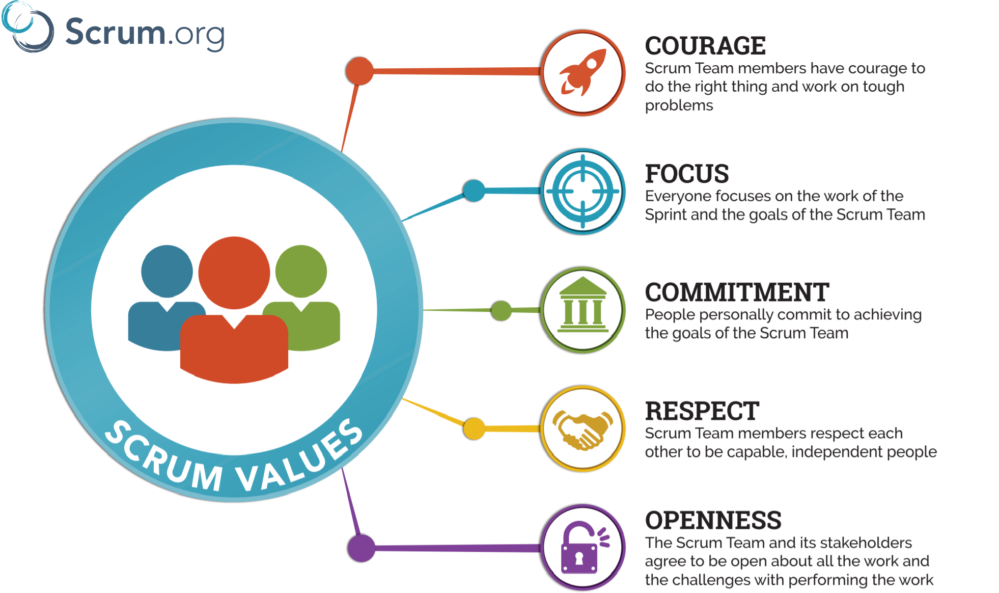 Scrum.org
COURAGE
Scrum Team members have courage to
do the right thing and work on tough
problems
FOCUS
Everyone focuses on the work of the
Sprint and the goals of the Scrum Team
COMMITMENT
People personally commit to achieving
the goals of the Scrum Team
RESPECT
Scrum Team members respect each
other to be capable, independent people
OPENNESS
The Scrum Team and its stakeholders
agree to be open about all the work and
the challenges with performing the work
SCRUM VALUES